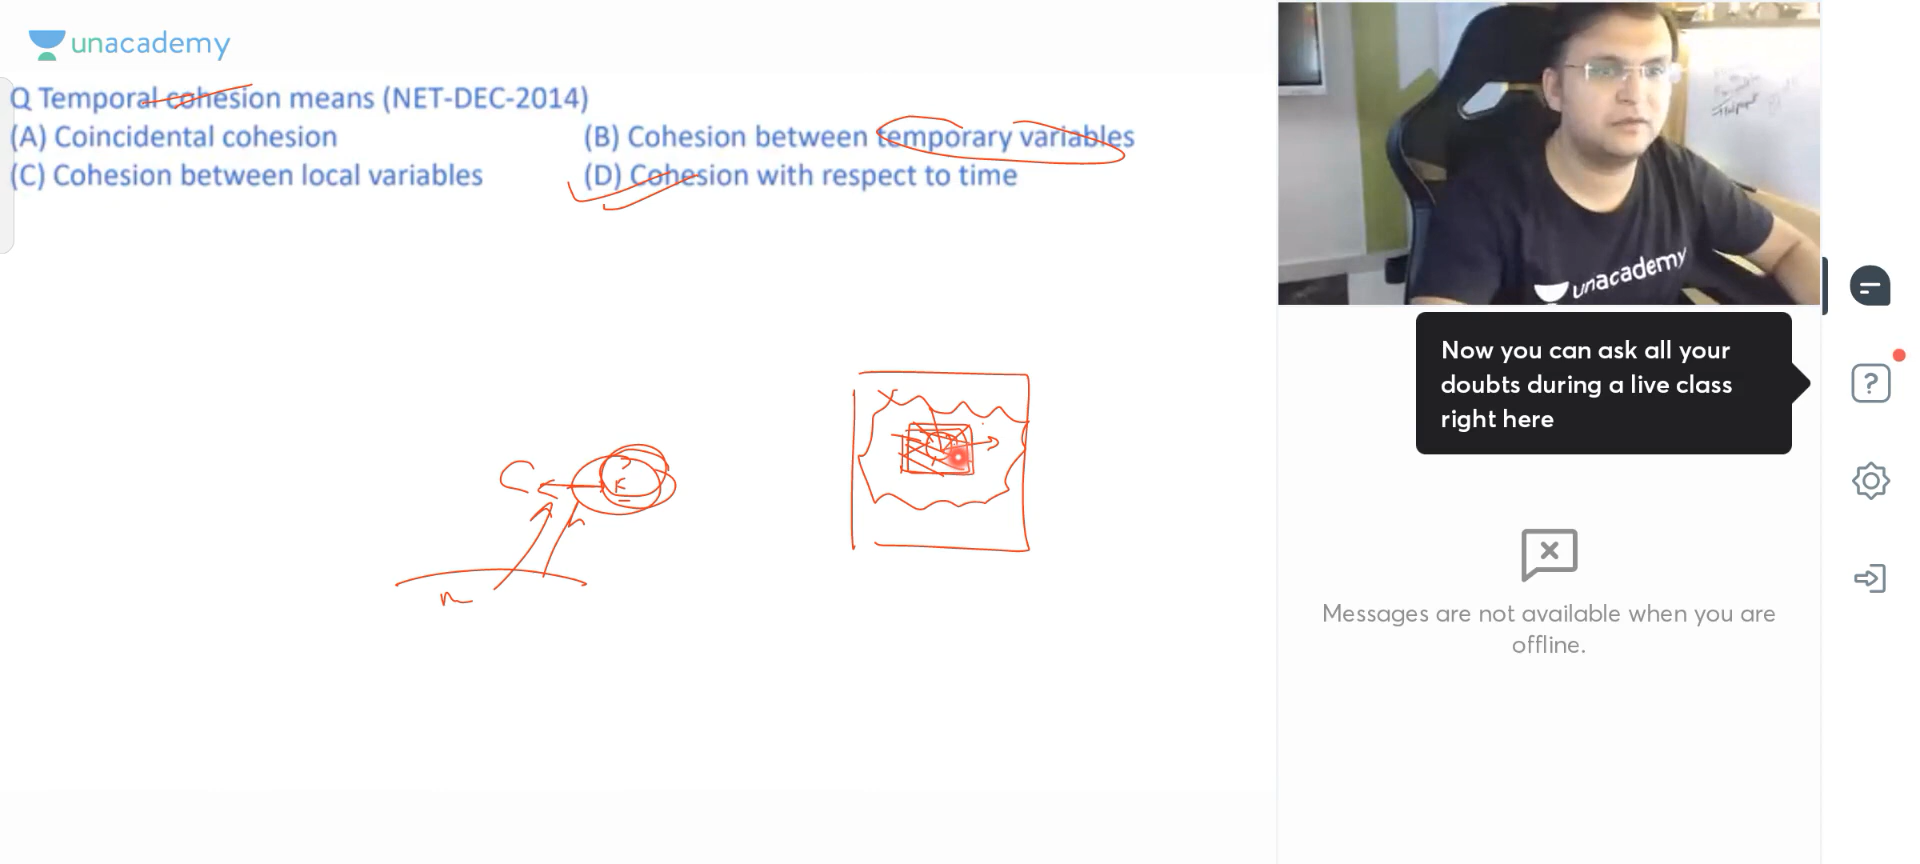 unacademy
Q Temporal cohesion means (NET-DEC-2014)
(A) Coincidental cohesion (B) Cohesion between temporary variables
(C) Cohesion between local variables (D) Cohesion with respect to time
unacademy
Now you can ask all your
doubts during a live class
right here
?
Messages are not available when you are
offline.